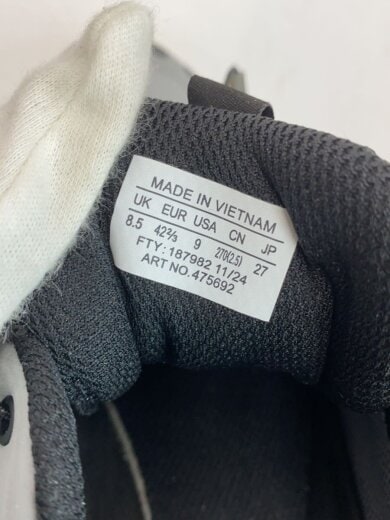 MADE IN VIETNAM
UK EUR USA CN JP
8.5 42⅔ 9 270(2.5) 27
FTY: 187982 11/24
ART NO.475692